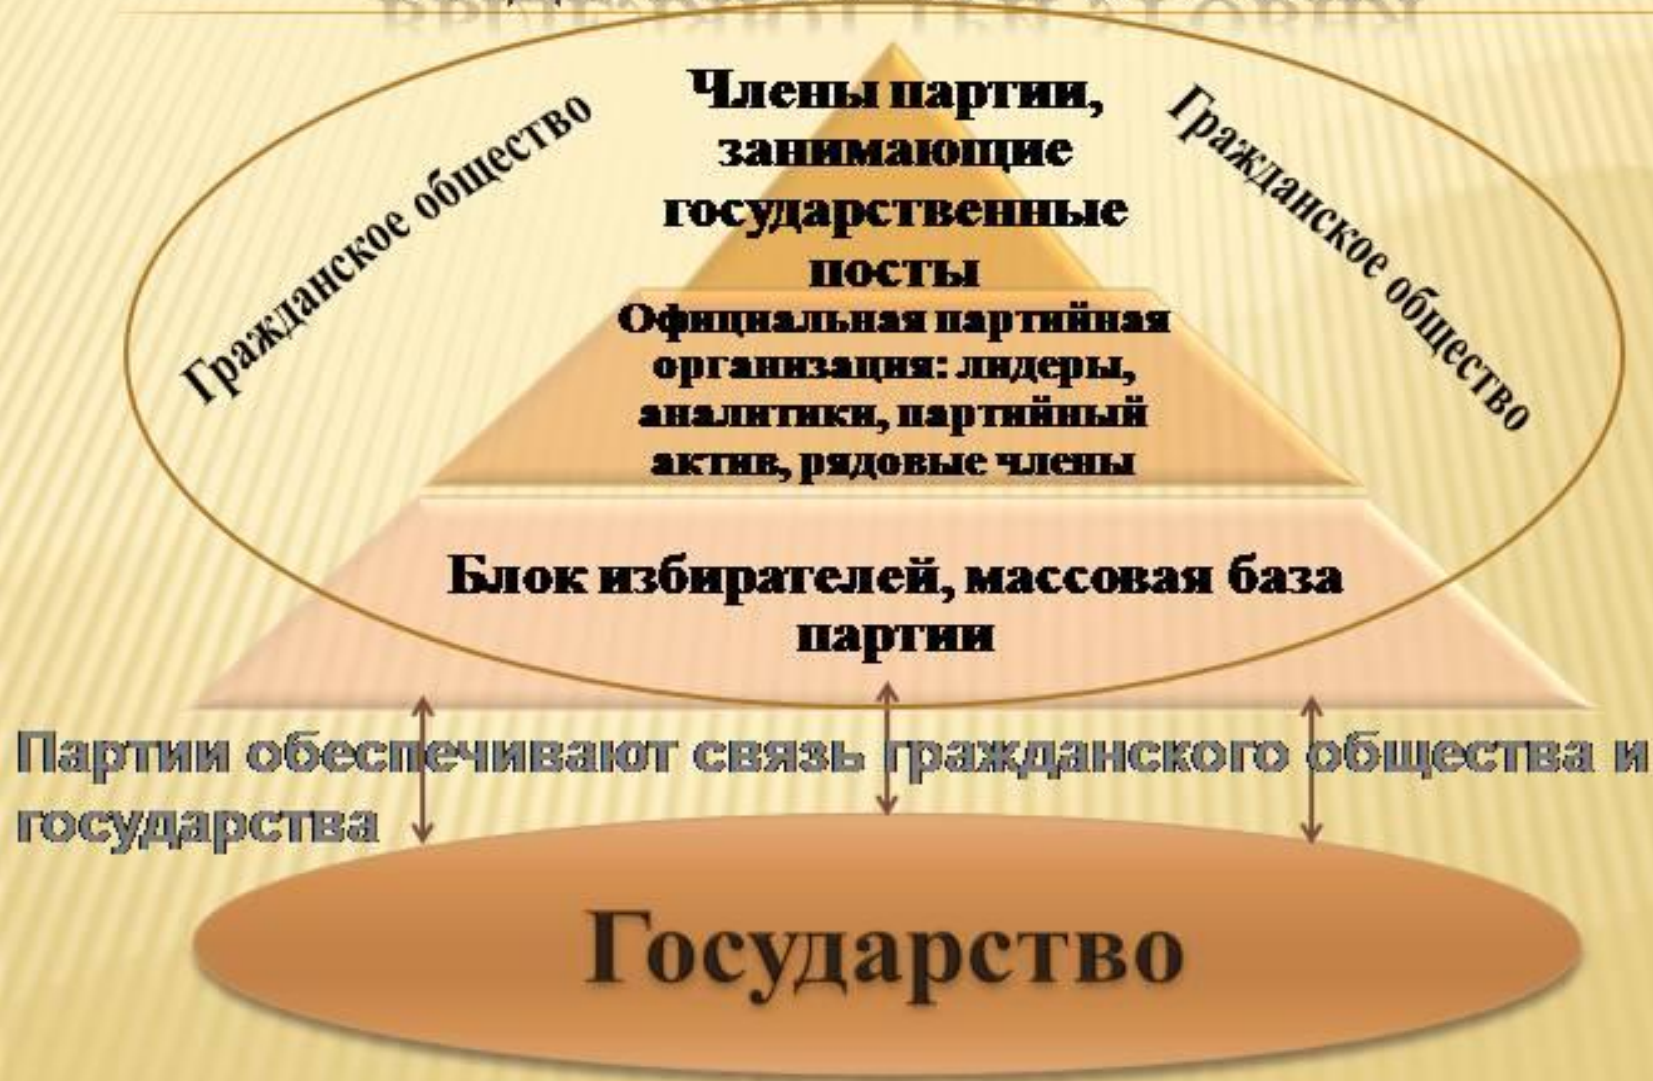 Гражданское общество
Гражданское общество
Члены партии,
занимающие
государственные
посты
Официальная партийная
организация: лидеры,
аналитики, партийный
актив, рядовые члены
Блок избирателей, массовая база
партии
Партии обеспечивают связь гражданского общества и
государства
Государство